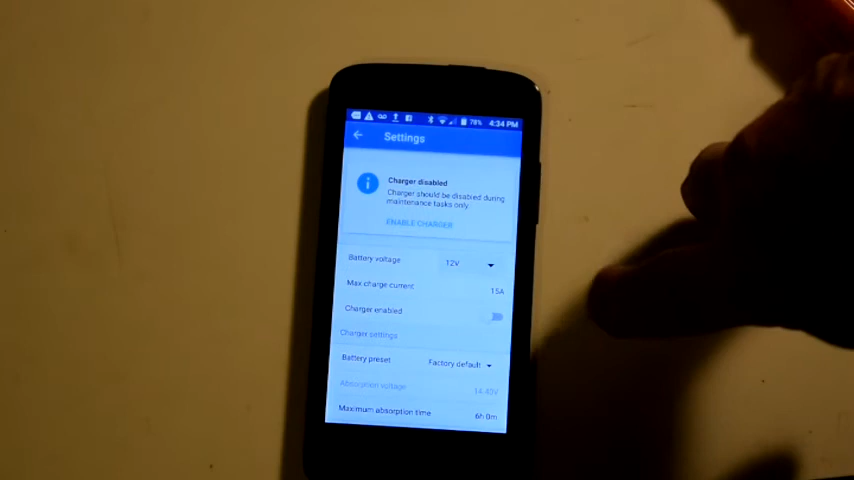 78% 4:34 PM
Settings
Charger disabled
Charger should be disabled during
maintenance tasks only.
ENABLE CHARGER
Battery voltage 12V
Max charge current 15A
Charger enabled
Charger settings
Battery preset Factory default
Absorption voltage 14.40V
Maximum absorption time 6h 0m